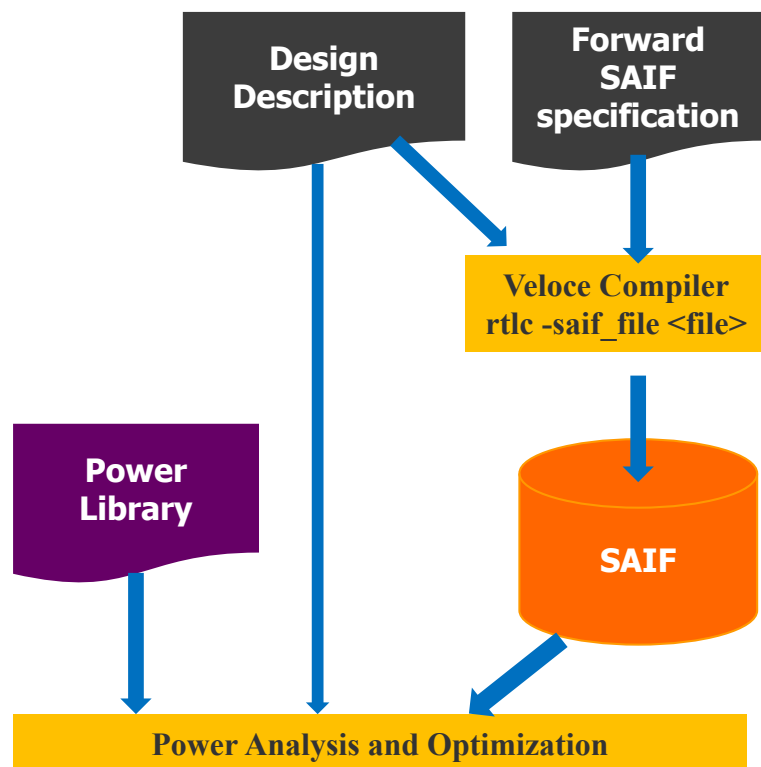 Design
Description
Forward
SAIF
specification
Veloce Compiler
rtlc -saif_file <file>
Power
Library
SAIF
Power Analysis and Optimization